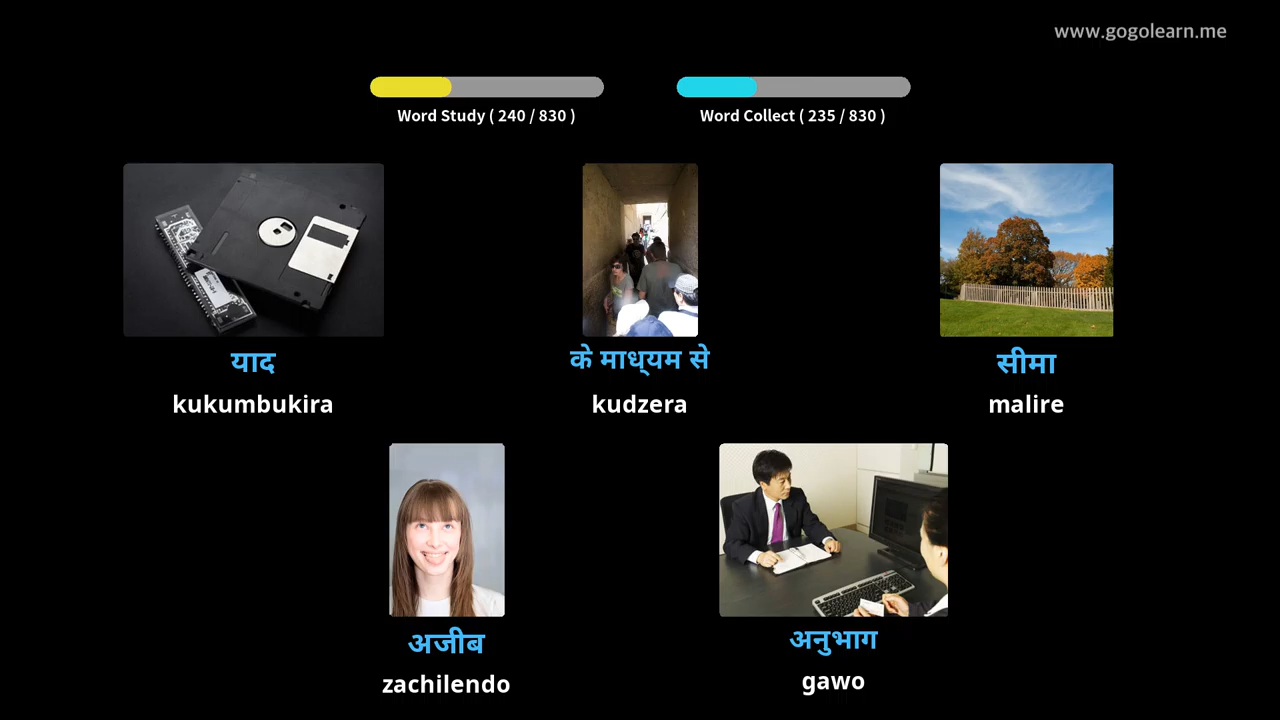 www.gogolearn.me
Word Study ( 240 / 830 )
Word Collect ( 235 / 830 )
याद
के माध्यम से
सीमा
kukumbukira
kudzera
malire
अजीब
अनुभाग
zachilendo
gawo